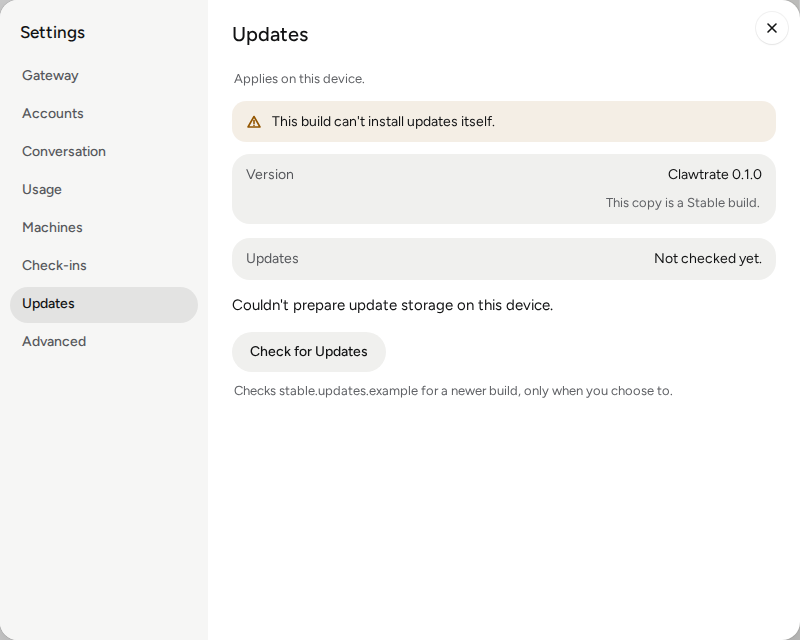 Settings
Gateway
Accounts
Conversation
Usage
Machines
Check-ins
Updates
Advanced
Updates
Applies on this device.
This build can't install updates itself.
Version
Clawtrate 0.1.0
This copy is a Stable build.
Updates
Not checked yet.
Couldn't prepare update storage on this device.
Check for Updates
Checks stable.updates.example for a newer build, only when you choose to.